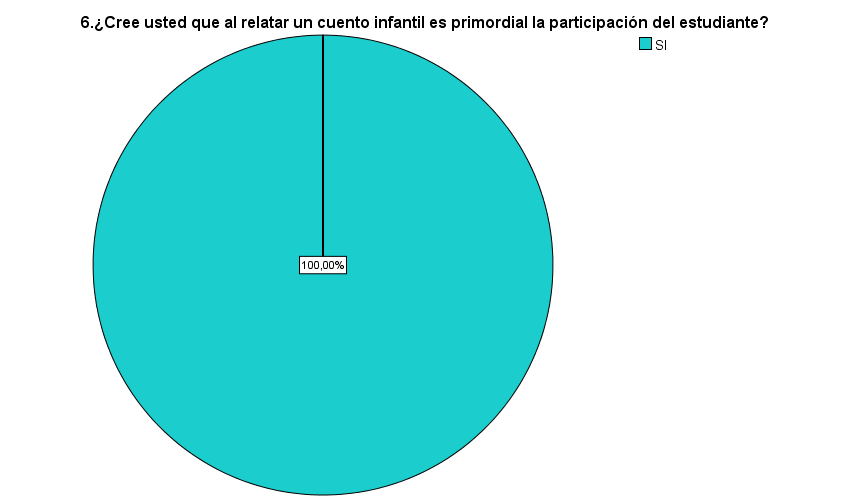 6.¿Cree usted que al relatar un cuento infantil es primordial la participación del estudiante?
SI
100,00%